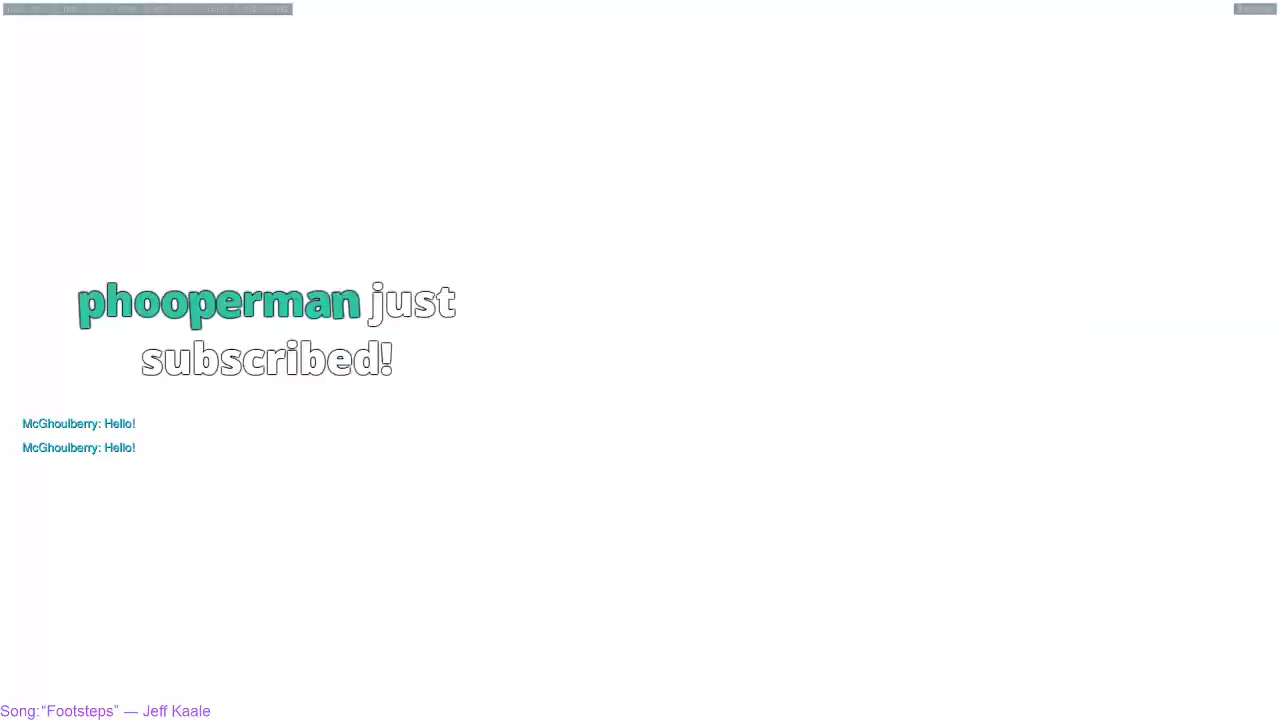 phooperman just
subscribed!
McGhoulberry: Hello!
McGhoulberry: Hello!
Song:“Footsteps” — Jeff Kaale